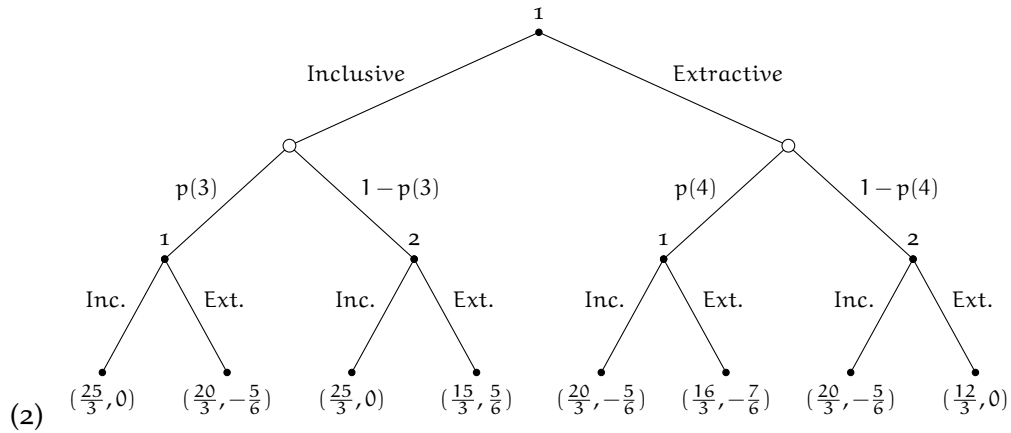 1
Inclusive Extractive
p(3) 1 − p(3) p(4) 1 − p(4)
1 2 1 2
Inc. Ext. Inc. Ext. Inc. Ext. Inc. Ext.
(2) (25/3, 0) (20/3, −5/6) (25/3, 0) (15/3, 5/6) (20/3, −5/6) (16/3, −7/6) (20/3, −5/6) (12/3, 0)